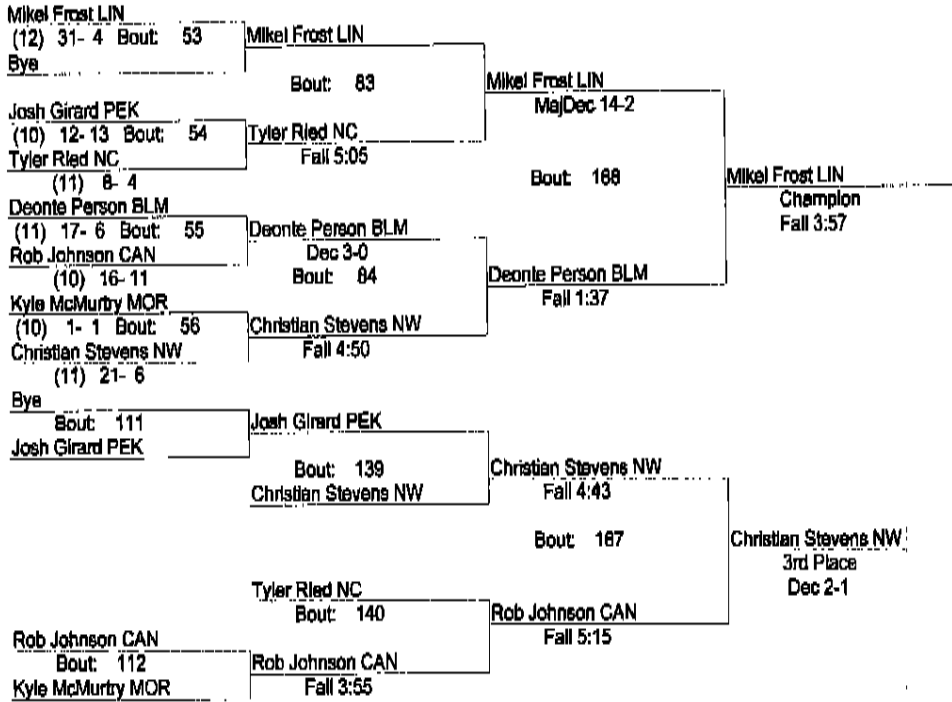 Mikel Frost LIN
(12) 31- 4 Bout: 53
Bye
Mikel Frost LIN
Bout: 83
Josh Girard PEK
(10) 12- 13 Bout: 54
Tyler Ried NC
(11) 8- 4
Tyler Ried NC
Fall 5:05
Mikel Frost LIN
MajDec 14-2
Deonte Person BLM
(11) 17- 6 Bout: 55
Rob Johnson CAN
(10) 16- 11
Deonte Person BLM
Dec 3-0
Bout: 84
Kyle McMurtry MOR
(10) 1- 1 Bout: 56
Christian Stevens NW
(11) 21- 6
Christian Stevens NW
Fall 4:50
Deonte Person BLM
Fall 1:37
Bout: 168
Mikel Frost LIN
Champion
Fall 3:57
Bye
Bout: 111
Josh Girard PEK
Josh Girard PEK
Bout: 139
Christian Stevens NW
Christian Stevens NW
Fall 4:43
Bout: 167
Christian Stevens NW
3rd Place
Dec 2-1
Tyler Ried NC
Bout: 140
Rob Johnson CAN
Fall 5:15
Rob Johnson CAN
Bout: 112
Kyle McMurtry MOR
Rob Johnson CAN
Fall 3:55